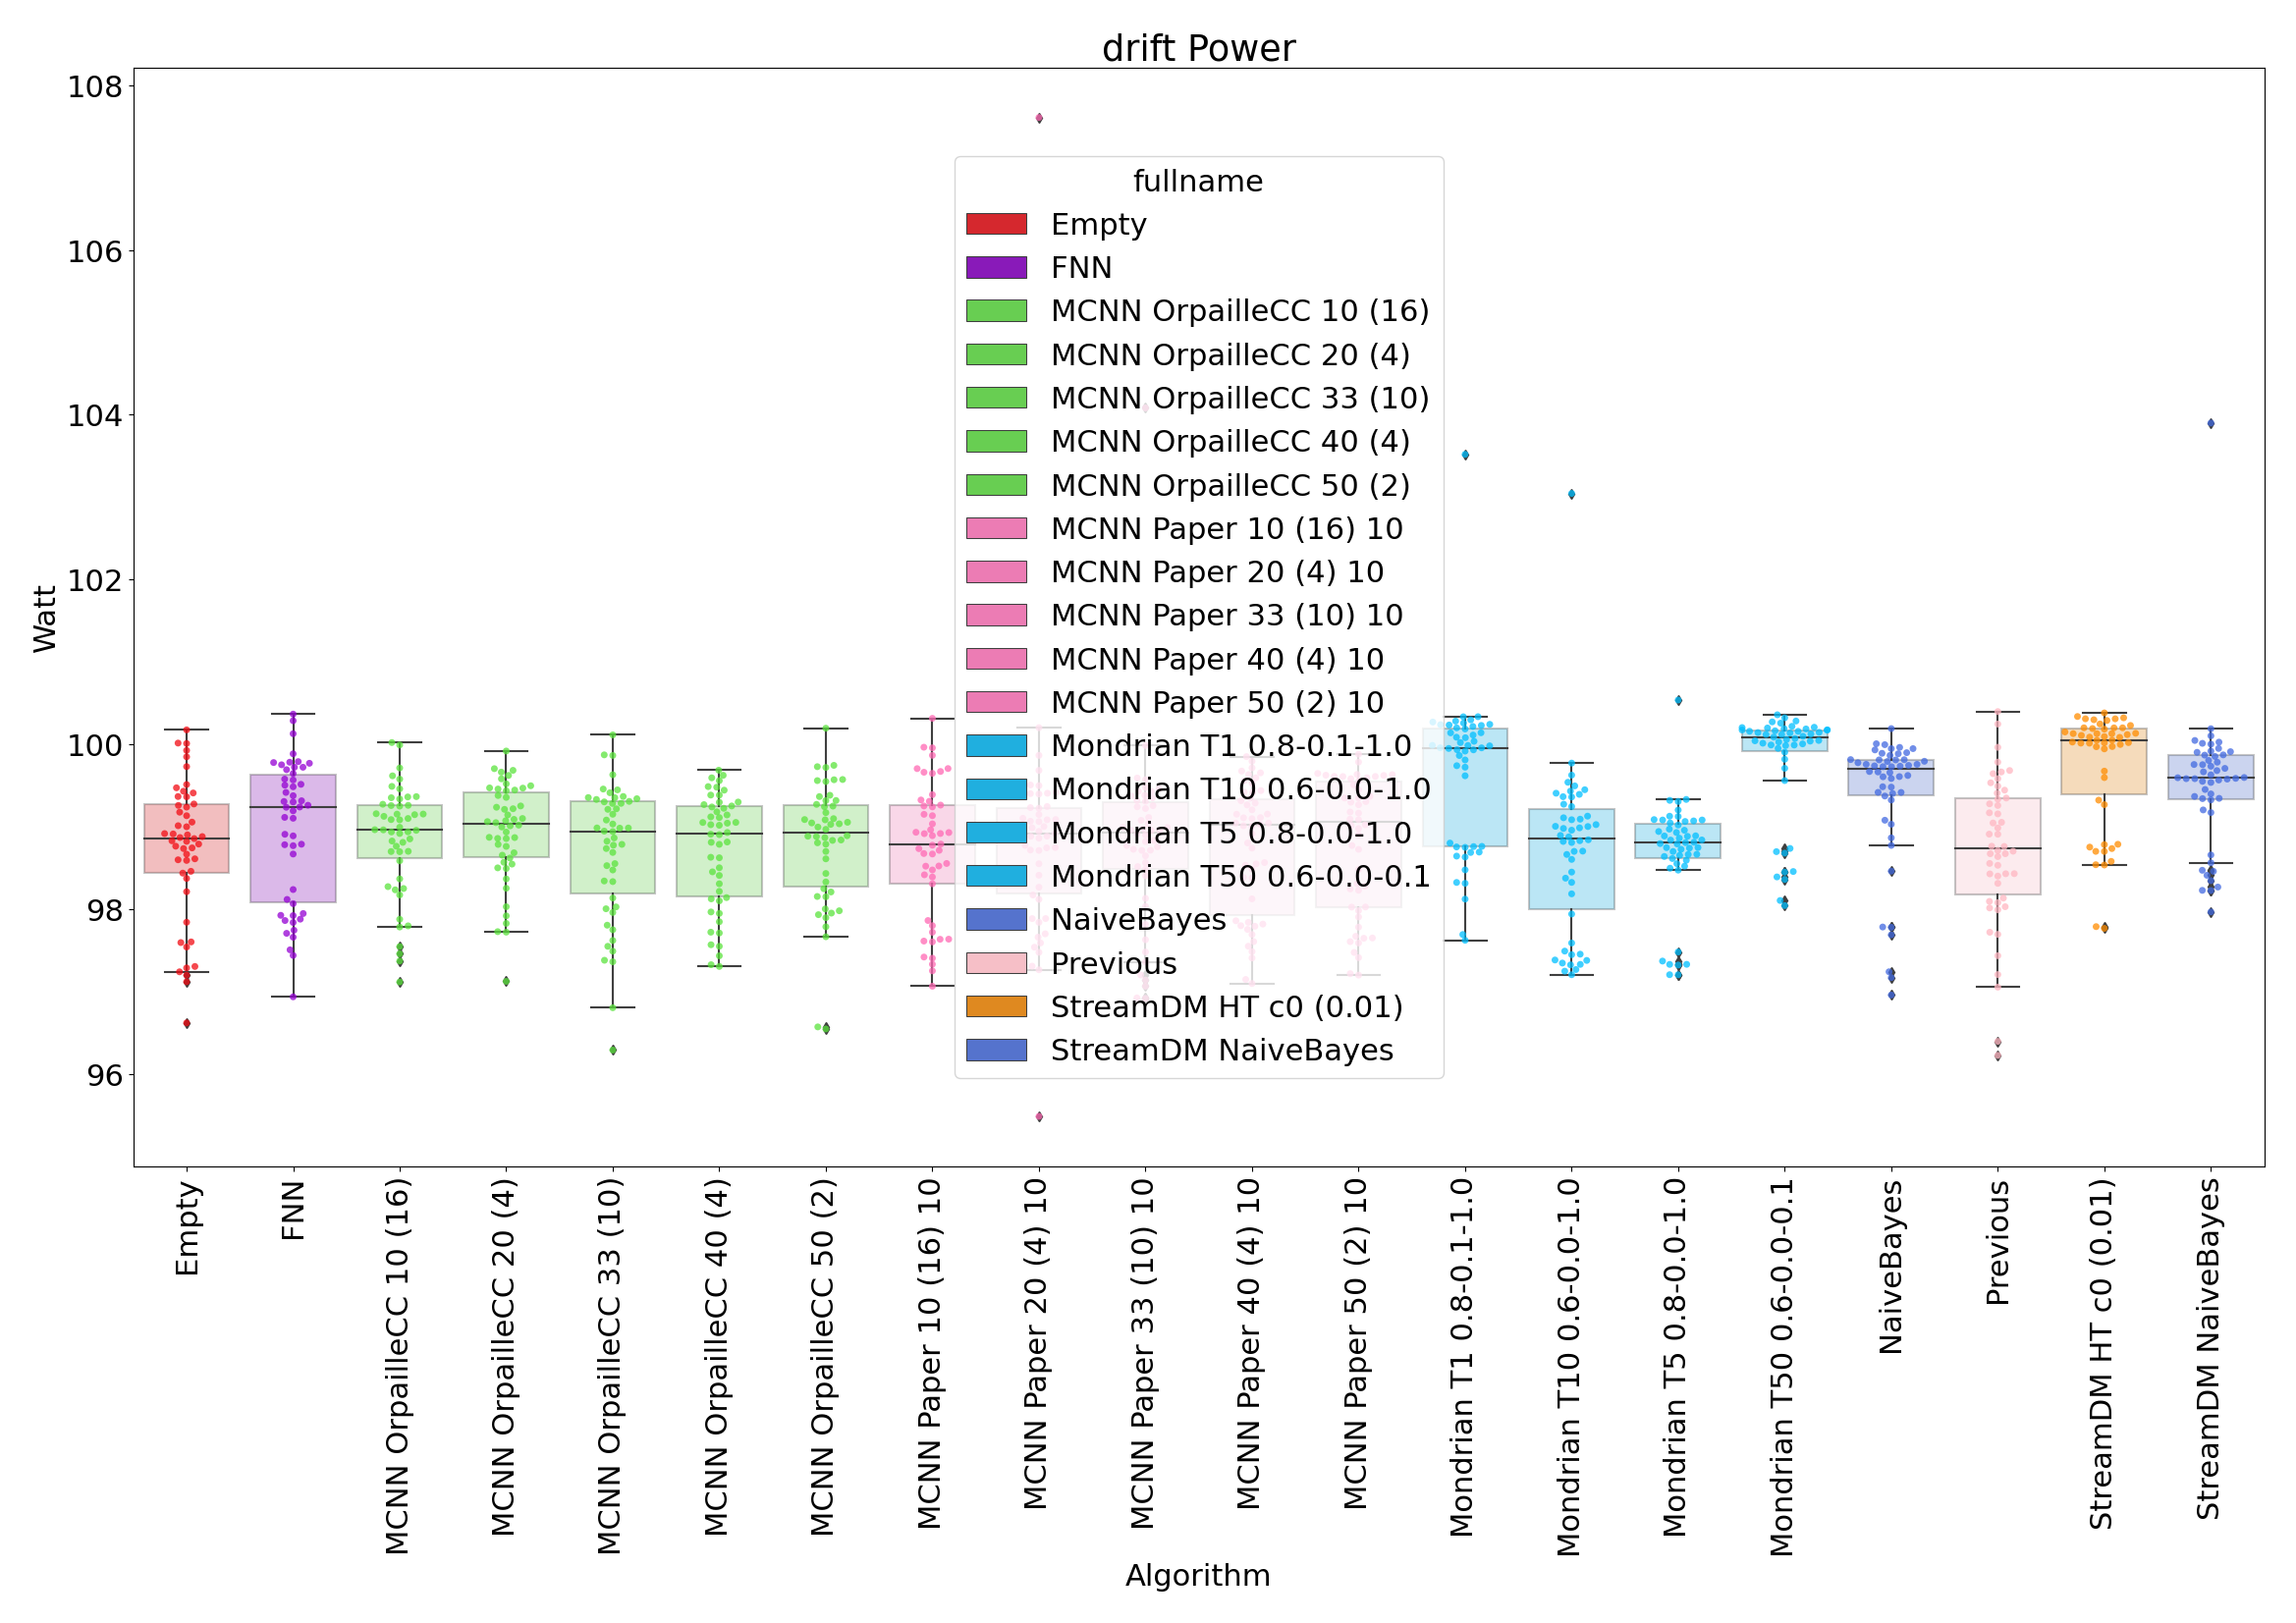 drift Power
108
106
104
102
100
98
96
Watt
fullname
Empty
FNN
MCNN OrpailleCC 10 (16)
MCNN OrpailleCC 20 (4)
MCNN OrpailleCC 33 (10)
MCNN OrpailleCC 40 (4)
MCNN OrpailleCC 50 (2)
MCNN Paper 10 (16) 10
MCNN Paper 20 (4) 10
MCNN Paper 33 (10) 10
MCNN Paper 40 (4) 10
MCNN Paper 50 (2) 10
Mondrian T1 0.8-0.1-1.0
Mondrian T10 0.6-0.0-1.0
Mondrian T5 0.8-0.0-1.0
Mondrian T50 0.6-0.0-0.1
NaiveBayes
Previous
StreamDM HT c0 (0.01)
StreamDM NaiveBayes
Empty
FNN
MCNN OrpailleCC 10 (16)
MCNN OrpailleCC 20 (4)
MCNN OrpailleCC 33 (10)
MCNN OrpailleCC 40 (4)
MCNN OrpailleCC 50 (2)
MCNN Paper 10 (16) 10
MCNN Paper 20 (4) 10
MCNN Paper 33 (10) 10
MCNN Paper 40 (4) 10
MCNN Paper 50 (2) 10
Mondrian T1 0.8-0.1-1.0
Mondrian T10 0.6-0.0-1.0
Mondrian T5 0.8-0.0-1.0
Mondrian T50 0.6-0.0-0.1
NaiveBayes
Previous
StreamDM HT c0 (0.01)
StreamDM NaiveBayes
Algorithm